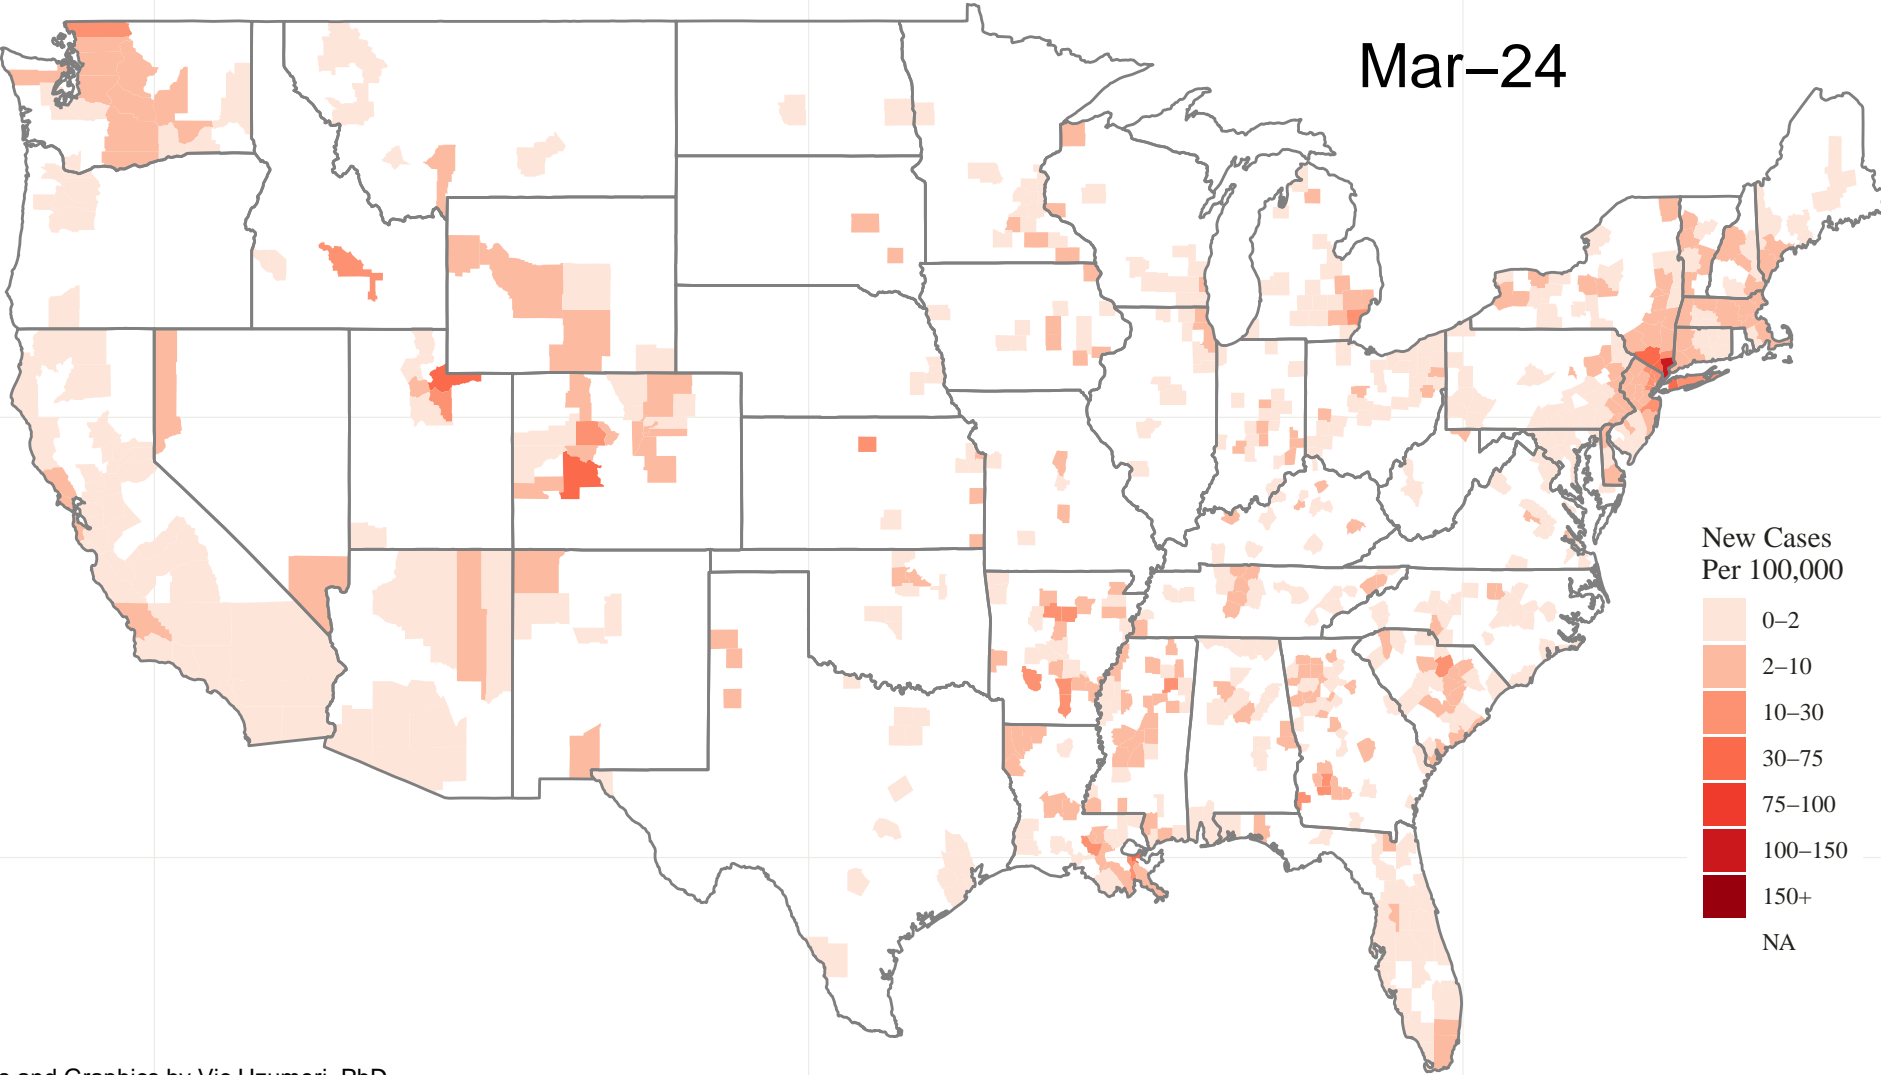 Mar–24
New Cases
Per 100,000
0–2
2–10
10–30
30–75
75–100
100–150
150+
NA
and Graphics by Vic Uzumeri, PhD